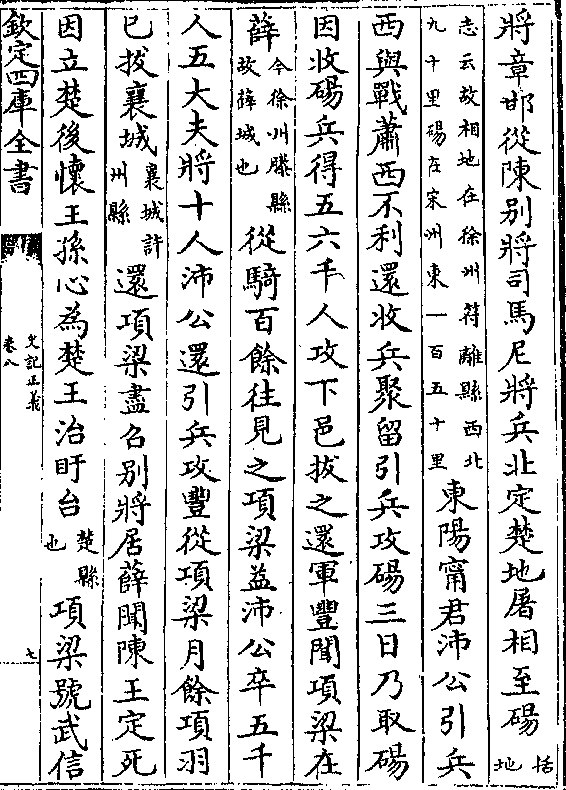 將章邯從陳別將司馬𡰥將兵北定楚地屠相至碭括地
志云故相地在徐州苻離縣西北
九十里碭在宋州東一百五十里
東陽甯君沛公引兵
西與戰蕭西不利還收兵聚留引兵攻碭三日乃取碭
因收碭兵得五六千人攻下邑拔之還軍豐聞項梁在
薛今徐州滕縣
故薛城也
從騎百餘往見之項梁益沛公卒五千
人五大夫將十人沛公還引兵攻豐從項梁月餘項羽
已拔襄城襄城許
州縣
還項梁盡召別將居薛聞陳王定死
因立楚後懷王孫心為楚王治盱台楚縣
也
項梁號武信
欽定四庫全書
史記正義
卷八
七